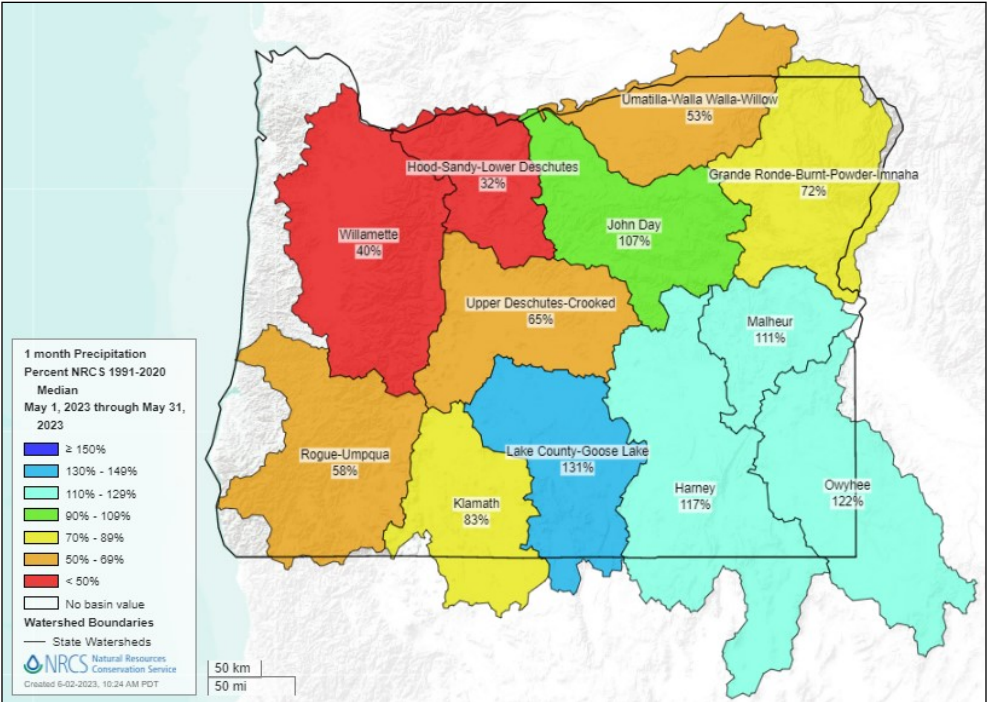 Umatilla-Walla Walla-Willow
53%
Hood-Sandy-Lower Deschutes
32%
Grande Ronde-Burnt-Powder-Imnaha
72%
Willamette
40%
John Day
107%
Upper Deschutes-Crooked
65%
Malheur
111%
Rogue-Umpqua
58%
Lake County-Goose Lake
131%
Klamath
83%
Harney
117%
Owyhee
122%
1 month Precipitation
Percent NRCS 1991-2020
Median
May 1, 2023 through May 31,
2023
≥ 150%
130% - 149%
110% - 129%
90% - 109%
70% - 89%
50% - 69%
< 50%
No basin value
Watershed Boundaries
State Watersheds
NRCS Natural Resources
Conservation Service
Created 6-02-2023, 10:24 AM PDT
50 km
50 mi